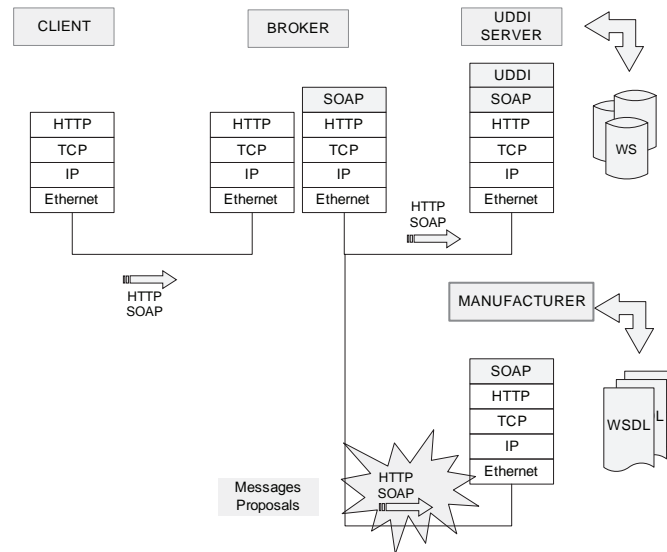 CLIENT
BROKER
UDDI
SERVER
UDDI
SOAP
SOAP
HTTP
HTTP
HTTP
HTTP
TCP
TCP
TCP
TCP
IP
IP
IP
IP
Ethernet
Ethernet
Ethernet
Ethernet
WS
HTTP
SOAP
HTTP
SOAP
MANUFACTURER
SOAP
HTTP
TCP
IP
Ethernet
WSDL
L
HTTP
SOAP
Messages
Proposals